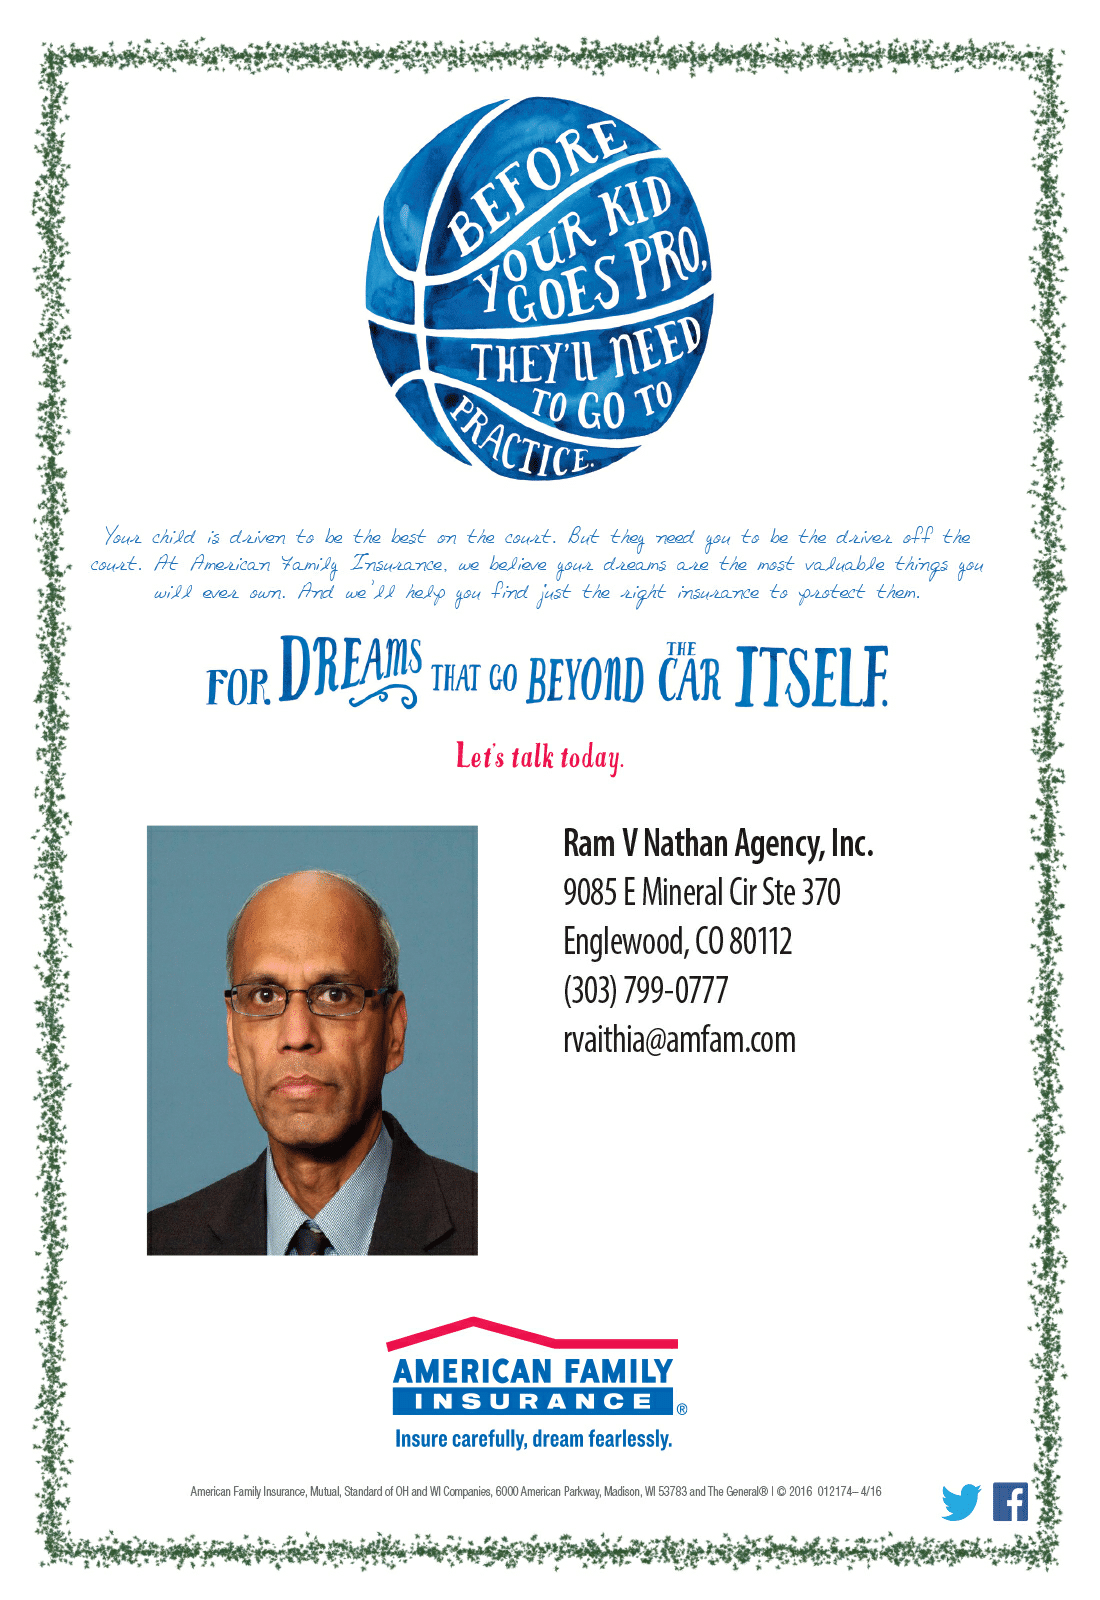 BEFORE
YOUR KID
GOES PRO,
THEY'll NEED
TO GO TO
PRACTICE.
Your child is driven to be the best on the court. But they need you to be the driver off the
court. At American Family Insurance, we believe your dreams are the most valuable things you
will ever own. And we'll help you find just the right insurance to protect them.
FOR DREAMS THAT GO BEYOND THE CAR ITSELF.
Let's talk today.
Ram V Nathan Agency, Inc.
9085 E Mineral Cir Ste 370
Englewood, CO 80112
(303) 799-0777
rvaithia@amfam.com
AMERICAN FAMILY
INSURANCE ®
Insure carefully, dream fearlessly.
American Family Insurance, Mutual, Standard of OH and WI Companies, 6000 American Parkway, Madison, WI 53783 and The General® | © 2016 012174– 4/16